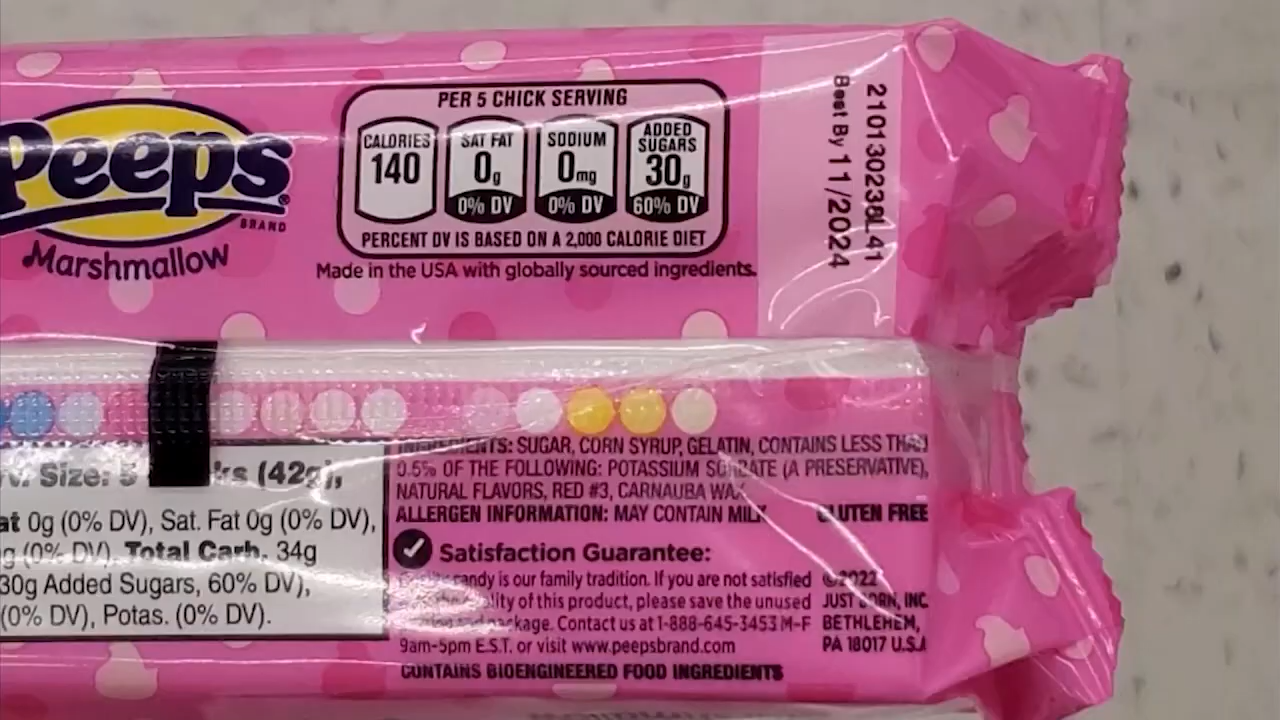 Peeps®
BRAND
Marshmallow
PER 5 CHICK SERVING
CALORIES
140
SAT FAT
0g
0% DV
SODIUM
0mg
0% DV
ADDED
SUGARS
30g
60% DV
PERCENT DV IS BASED ON A 2,000 CALORIE DIET
Made in the USA with globally sourced ingredients.
210130236L41
Best By 11/2024
Size: 5 (42g),
0g (0% DV), Sat. Fat 0g (0% DV),
(0% DV), Total Carb. 34g
30g Added Sugars, 60% DV),
(0% DV), Potas. (0% DV).
INGREDIENTS: SUGAR, CORN SYRUP, GELATIN, CONTAINS LESS THAN
0.5% OF THE FOLLOWING: POTASSIUM SORBATE (A PRESERVATIVE),
NATURAL FLAVORS, RED #3, CARNAUBA WAX
ALLERGEN INFORMATION: MAY CONTAIN MILK
GLUTEN FREE
Satisfaction Guarantee:
candy is our family tradition. If you are not satisfied
of this product, please save the unused
package. Contact us at 1-888-645-3453 M-F
9am-5pm E.S.T. or visit www.peepsbrand.com
©2022
JUST BORN, INC.
BETHLEHEM,
PA 18017 U.S.A
CONTAINS BIOENGINEERED FOOD INGREDIENTS